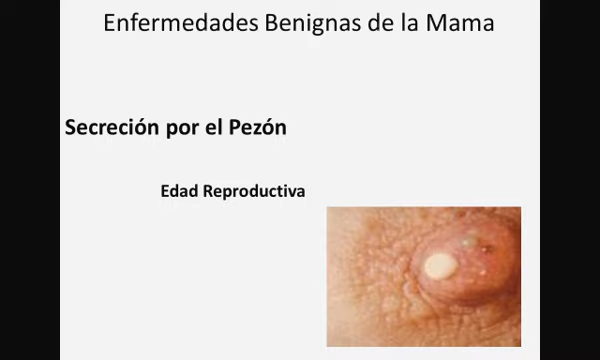 Enfermedades Benignas de la Mama
Secreción por el Pezón
Edad Reproductiva